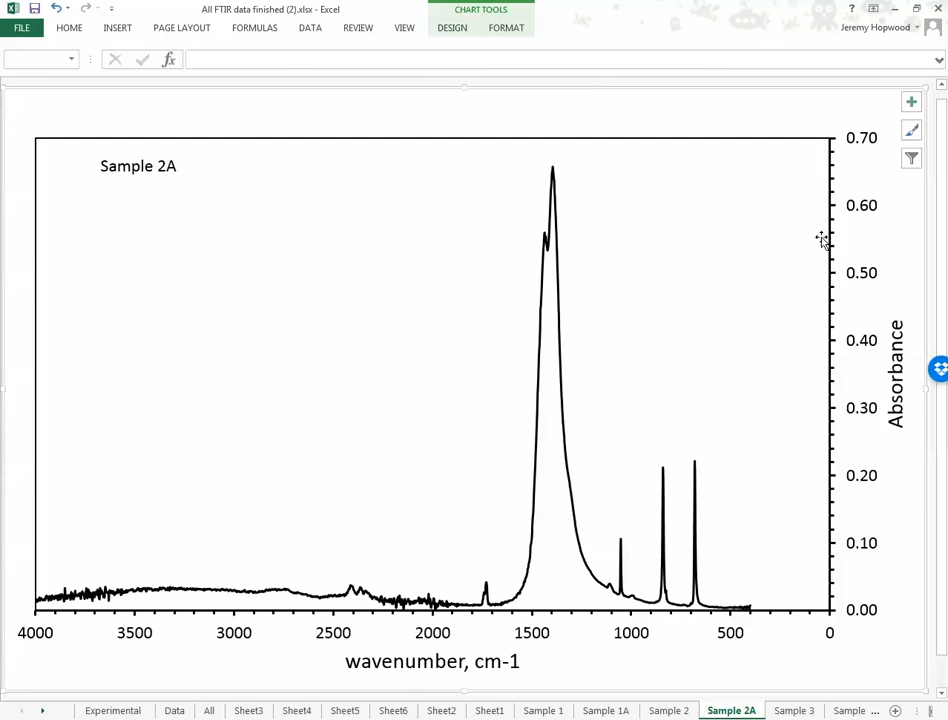 All FTIR data finished (2).xlsx - Excel
CHART TOOLS
?
FILE HOME INSERT PAGE LAYOUT FORMULAS DATA REVIEW VIEW DESIGN FORMAT Jeremy Hopwood
fx
Sample 2A
0.70
0.60
0.50
0.40
0.30
0.20
0.10
0.00
Absorbance
4000 3500 3000 2500 2000 1500 1000 500 0
wavenumber, cm-1
Experimental Data All Sheet3 Sheet4 Sheet5 Sheet6 Sheet2 Sheet1 Sample 1 Sample 1A Sample 2 Sample 2A Sample 3 Sample ...